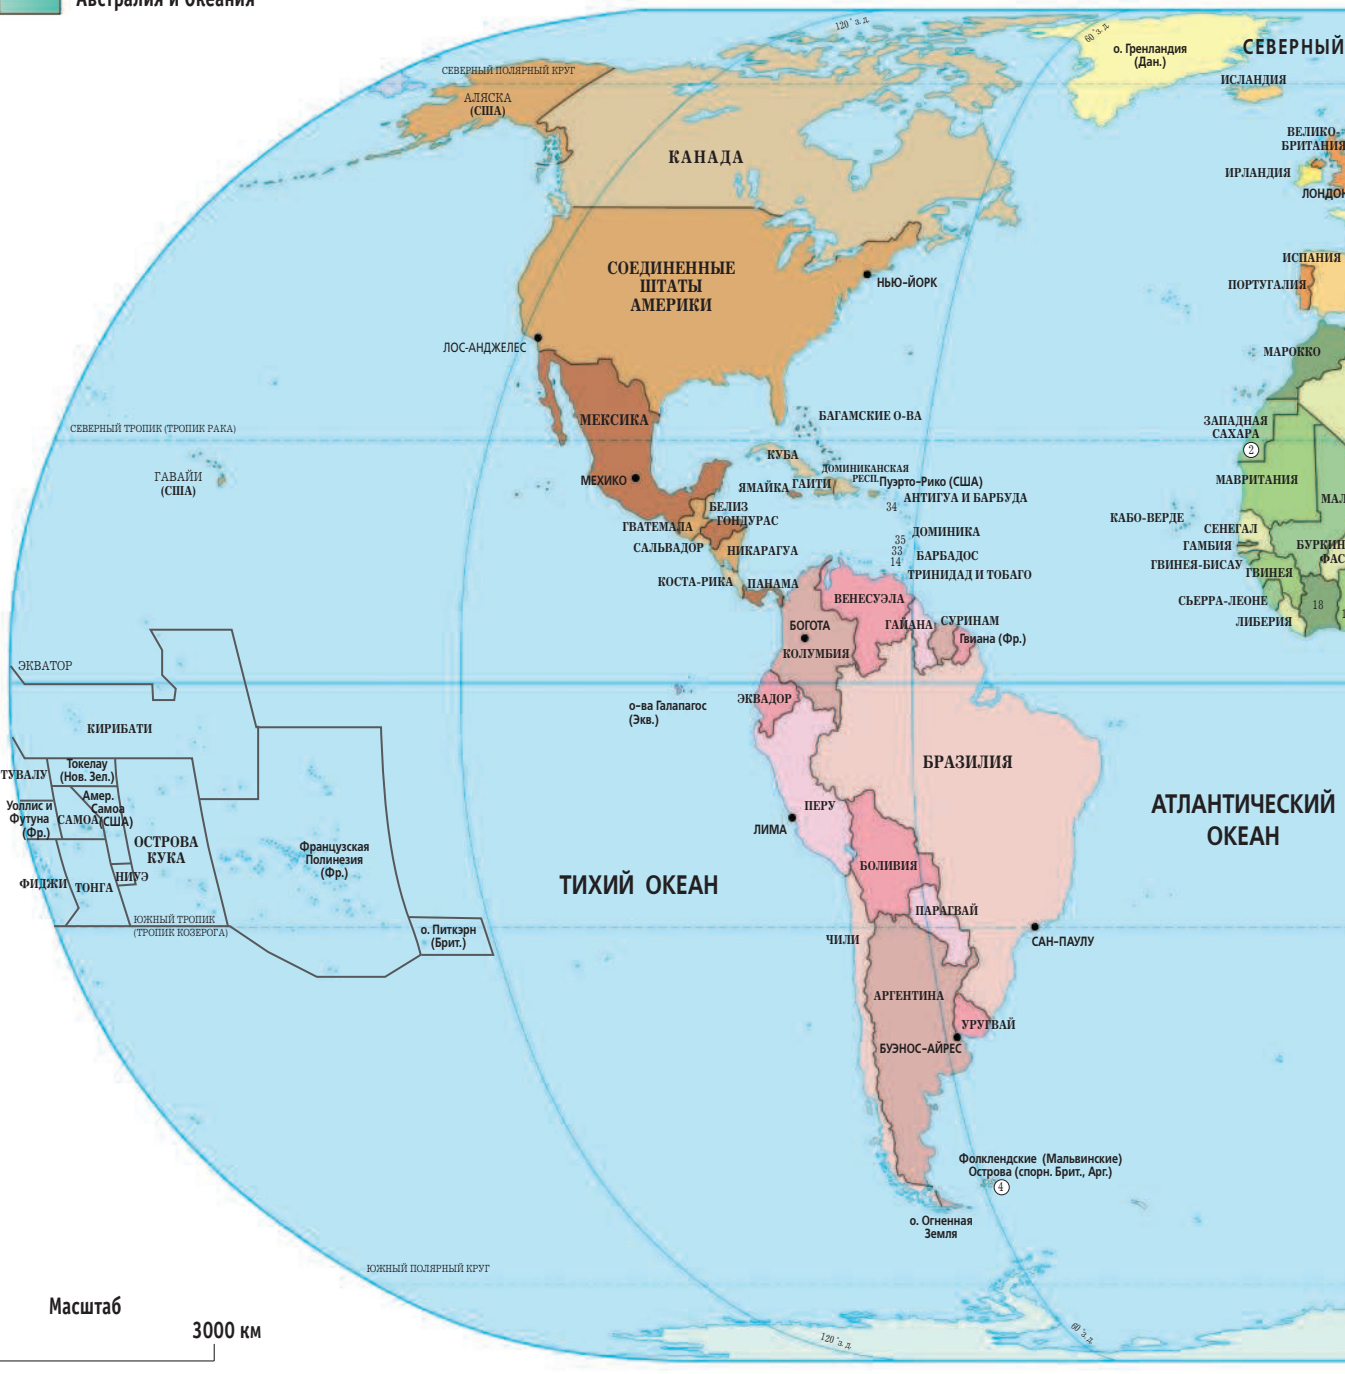 Австралия и Океания
120° з.д.
60° з.д.
о. Гренландия
(Дан.)
СЕВЕРНЫЙ
СЕВЕРНЫЙ ПОЛЯРНЫЙ КРУГ
ИСЛАНДИЯ
АЛЯСКА
(США)
ВЕЛИКО-
БРИТАНИЯ
КАНАДА
ИРЛАНДИЯ
ЛОНДОН
СОЕДИНЕННЫЕ
ШТАТЫ
АМЕРИКИ
НЬЮ-ЙОРК
ИСПАНИЯ
ПОРТУГАЛИЯ
ЛОС-АНДЖЕЛЕС
МАРОККО
МЕКСИКА
БАГАМСКИЕ О-ВА
СЕВЕРНЫЙ ТРОПИК (ТРОПИК РАКА)
ЗАПАДНАЯ
САХАРА
2
КУБА
ГАВАЙИ
(США)
МЕХИКО
ДОМИНИКАНСКАЯ
РЕСП.
Пуэрто-Рико (США)
ЯМАЙКА
ГАИТИ
МАВРИТАНИЯ
АНТИГУА И БАРБУДА
МАЛ
34
БЕЛИЗ
КАБО-ВЕРДЕ
ГВАТЕМАЛА
ГОНДУРАС
СЕНЕГАЛ
ДОМИНИКА
35
САЛЬВАДОР
НИКАРАГУА
33
БАРБАДОС
ГАМБИЯ
БУРКИН
ФАС
14
ГВИНЕЯ-БИСАУ
ГВИНЕЯ
КОСТА-РИКА
ПАНАМА
ТРИНИДАД И ТОБАГО
ВЕНЕСУЭЛА
СЬЕРРА-ЛЕОНЕ
18
1
БОГОТА
ГАЙАНА
СУРИНАМ
ЛИБЕРИЯ
Гвиана (Фр.)
КОЛУМБИЯ
ЭКВАТОР
о-ва Галапагос
(Экв.)
ЭКВАДОР
КИРИБАТИ
БРАЗИЛИЯ
ТУВАЛУ
Токелау
(Нов. Зел.)
Уоллис и
Футуна
(Фр.)
Амер.
Самоа
(США)
САМОА
ПЕРУ
АТЛАНТИЧЕСКИЙ
ОКЕАН
ЛИМА
ОСТРОВА
КУКА
Французская
Полинезия
(Фр.)
БОЛИВИЯ
ФИДЖИ
ТОНГА
НИУЭ
ТИХИЙ ОКЕАН
ПАРАГВАЙ
ЮЖНЫЙ ТРОПИК
(ТРОПИК КОЗЕРОГА)
о. Питкэрн
(Брит.)
ЧИЛИ
САН-ПАУЛУ
АРГЕНТИНА
УРУГВАЙ
БУЭНОС-АЙРЕС
Фолклендские (Мальвинские)
Острова (спорн. Брит., Арг.)
4
о. Огненная
Земля
ЮЖНЫЙ ПОЛЯРНЫЙ КРУГ
Масштаб
3000 км
120° з.д.
60° з.д.